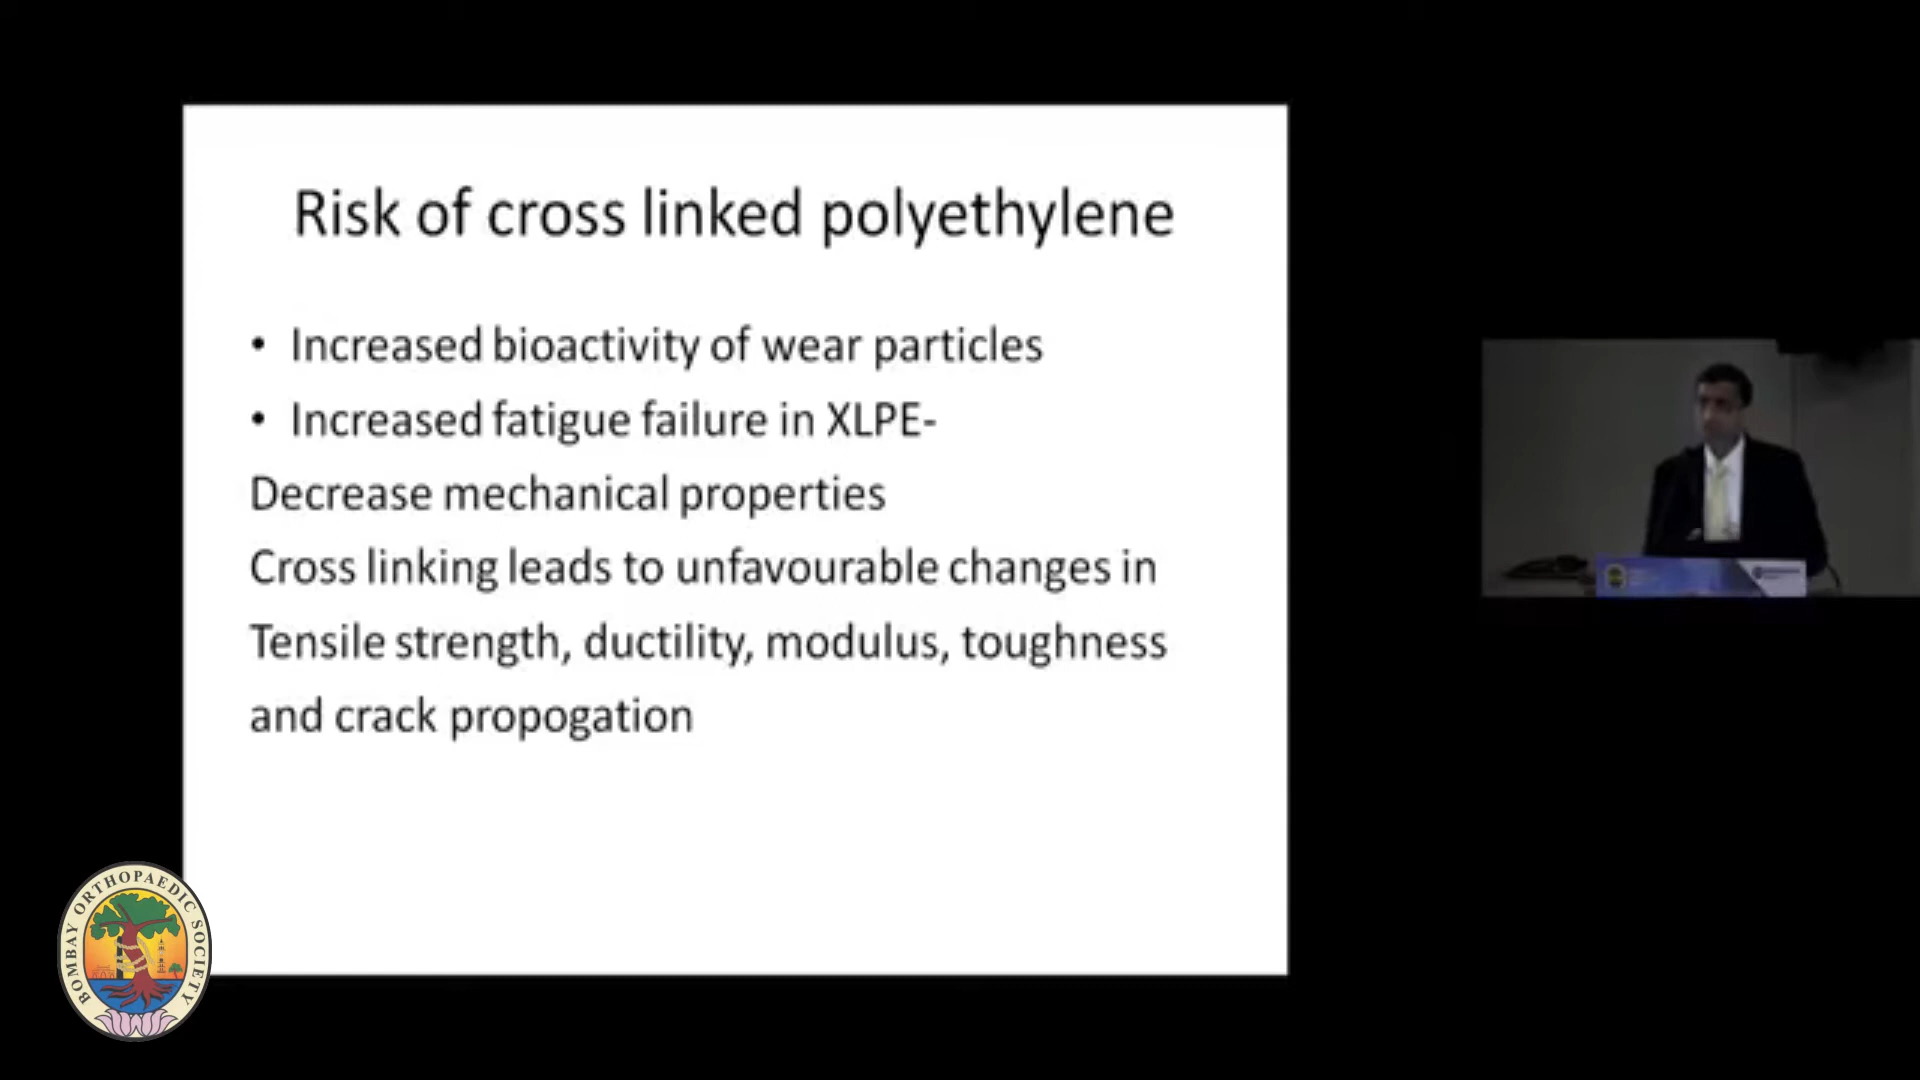 Risk of cross linked polyethylene
• Increased bioactivity of wear particles
• Increased fatigue failure in XLPE-
Decrease mechanical properties
Cross linking leads to unfavourable changes in
Tensile strength, ductility, modulus, toughness
and crack propogation
BOMBAY ORTHOPAEDIC SOCIETY